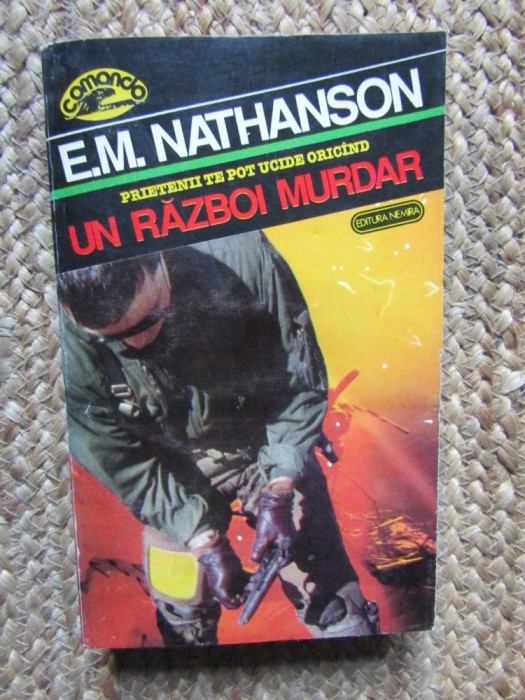 comando
E.M. NATHANSON
PRIETENII TE POT UCIDE ORICÎND
UN RĂZBOI MURDAR
EDITURA NEMIRA